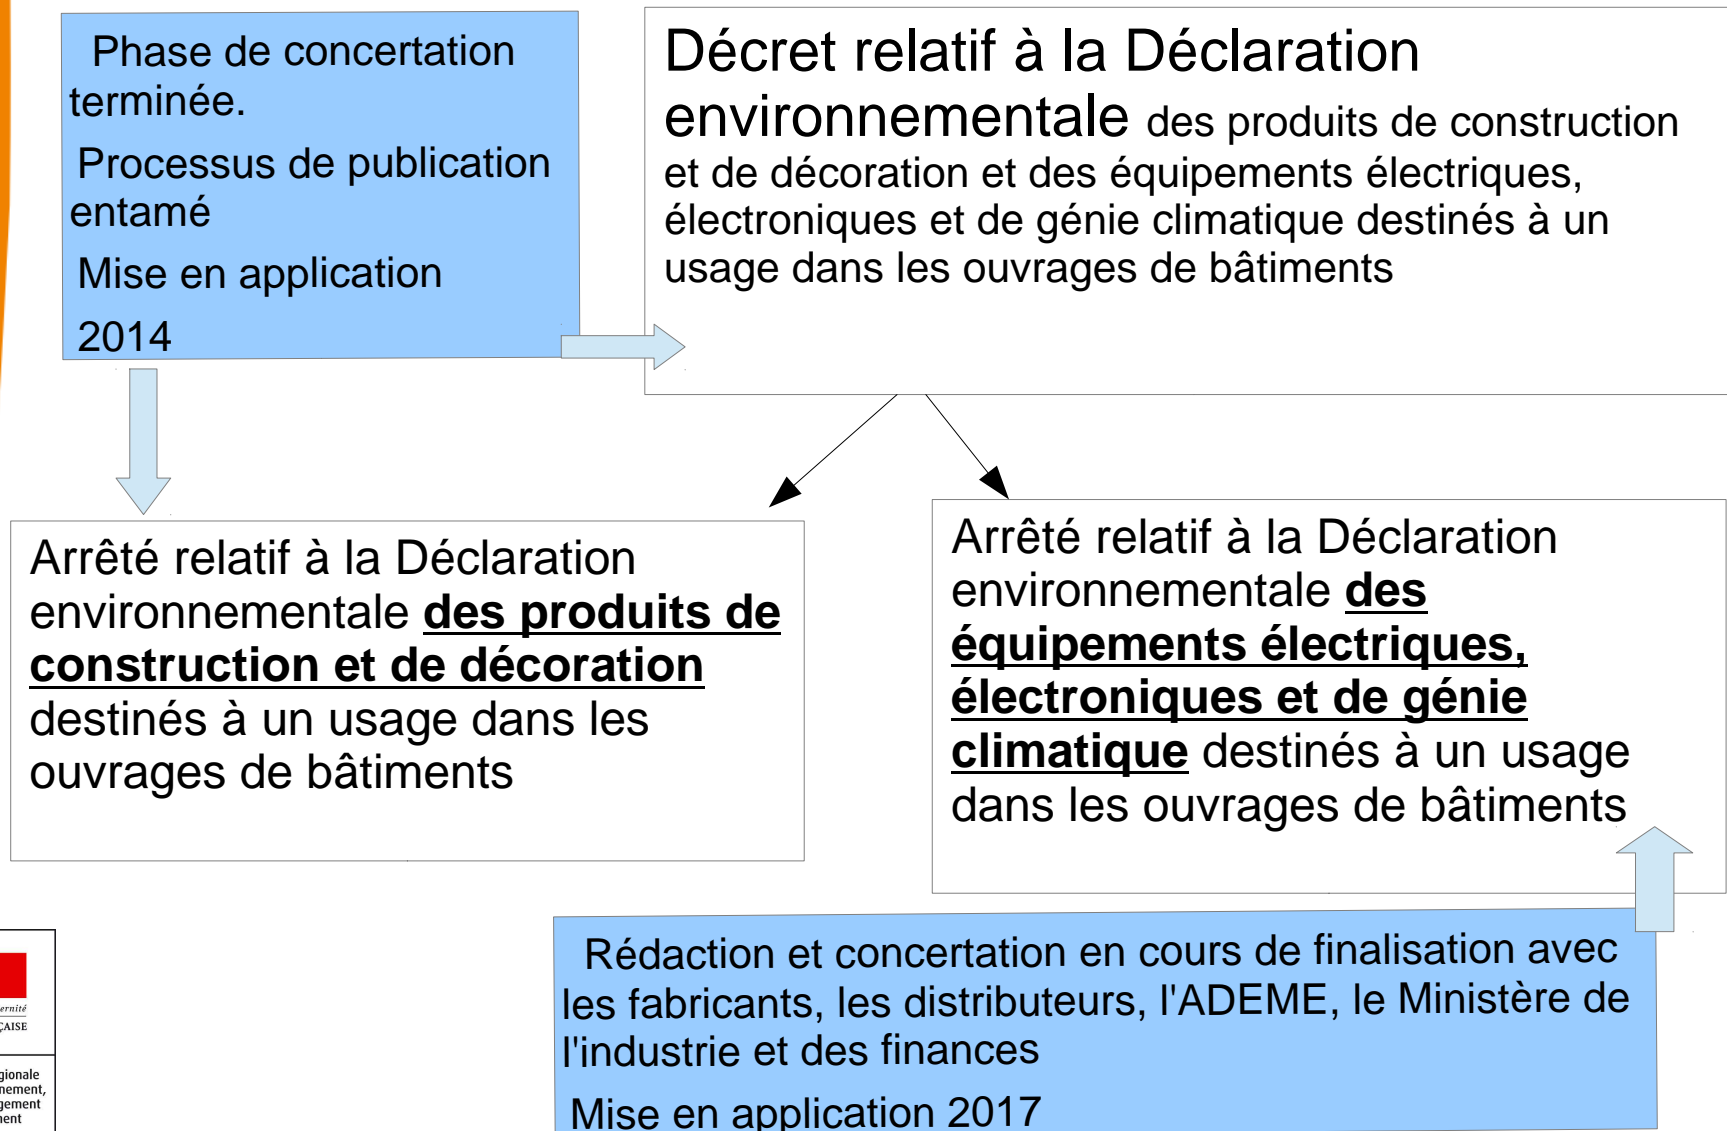 Phase de concertation
terminée.
Processus de publication
entamé
Mise en application
2014
Décret relatif à la Déclaration
environnementale des produits de construction
et de décoration et des équipements électriques,
électroniques et de génie climatique destinés à un
usage dans les ouvrages de bâtiments
Arrêté relatif à la Déclaration
environnementale des produits de
construction et de décoration
destinés à un usage dans les
ouvrages de bâtiments
Arrêté relatif à la Déclaration
environnementale des
équipements électriques,
électroniques et de génie
climatique destinés à un usage
dans les ouvrages de bâtiments
Rédaction et concertation en cours de finalisation avec
les fabricants, les distributeurs, l'ADEME, le Ministère de
l'industrie et des finances
Mise en application 2017